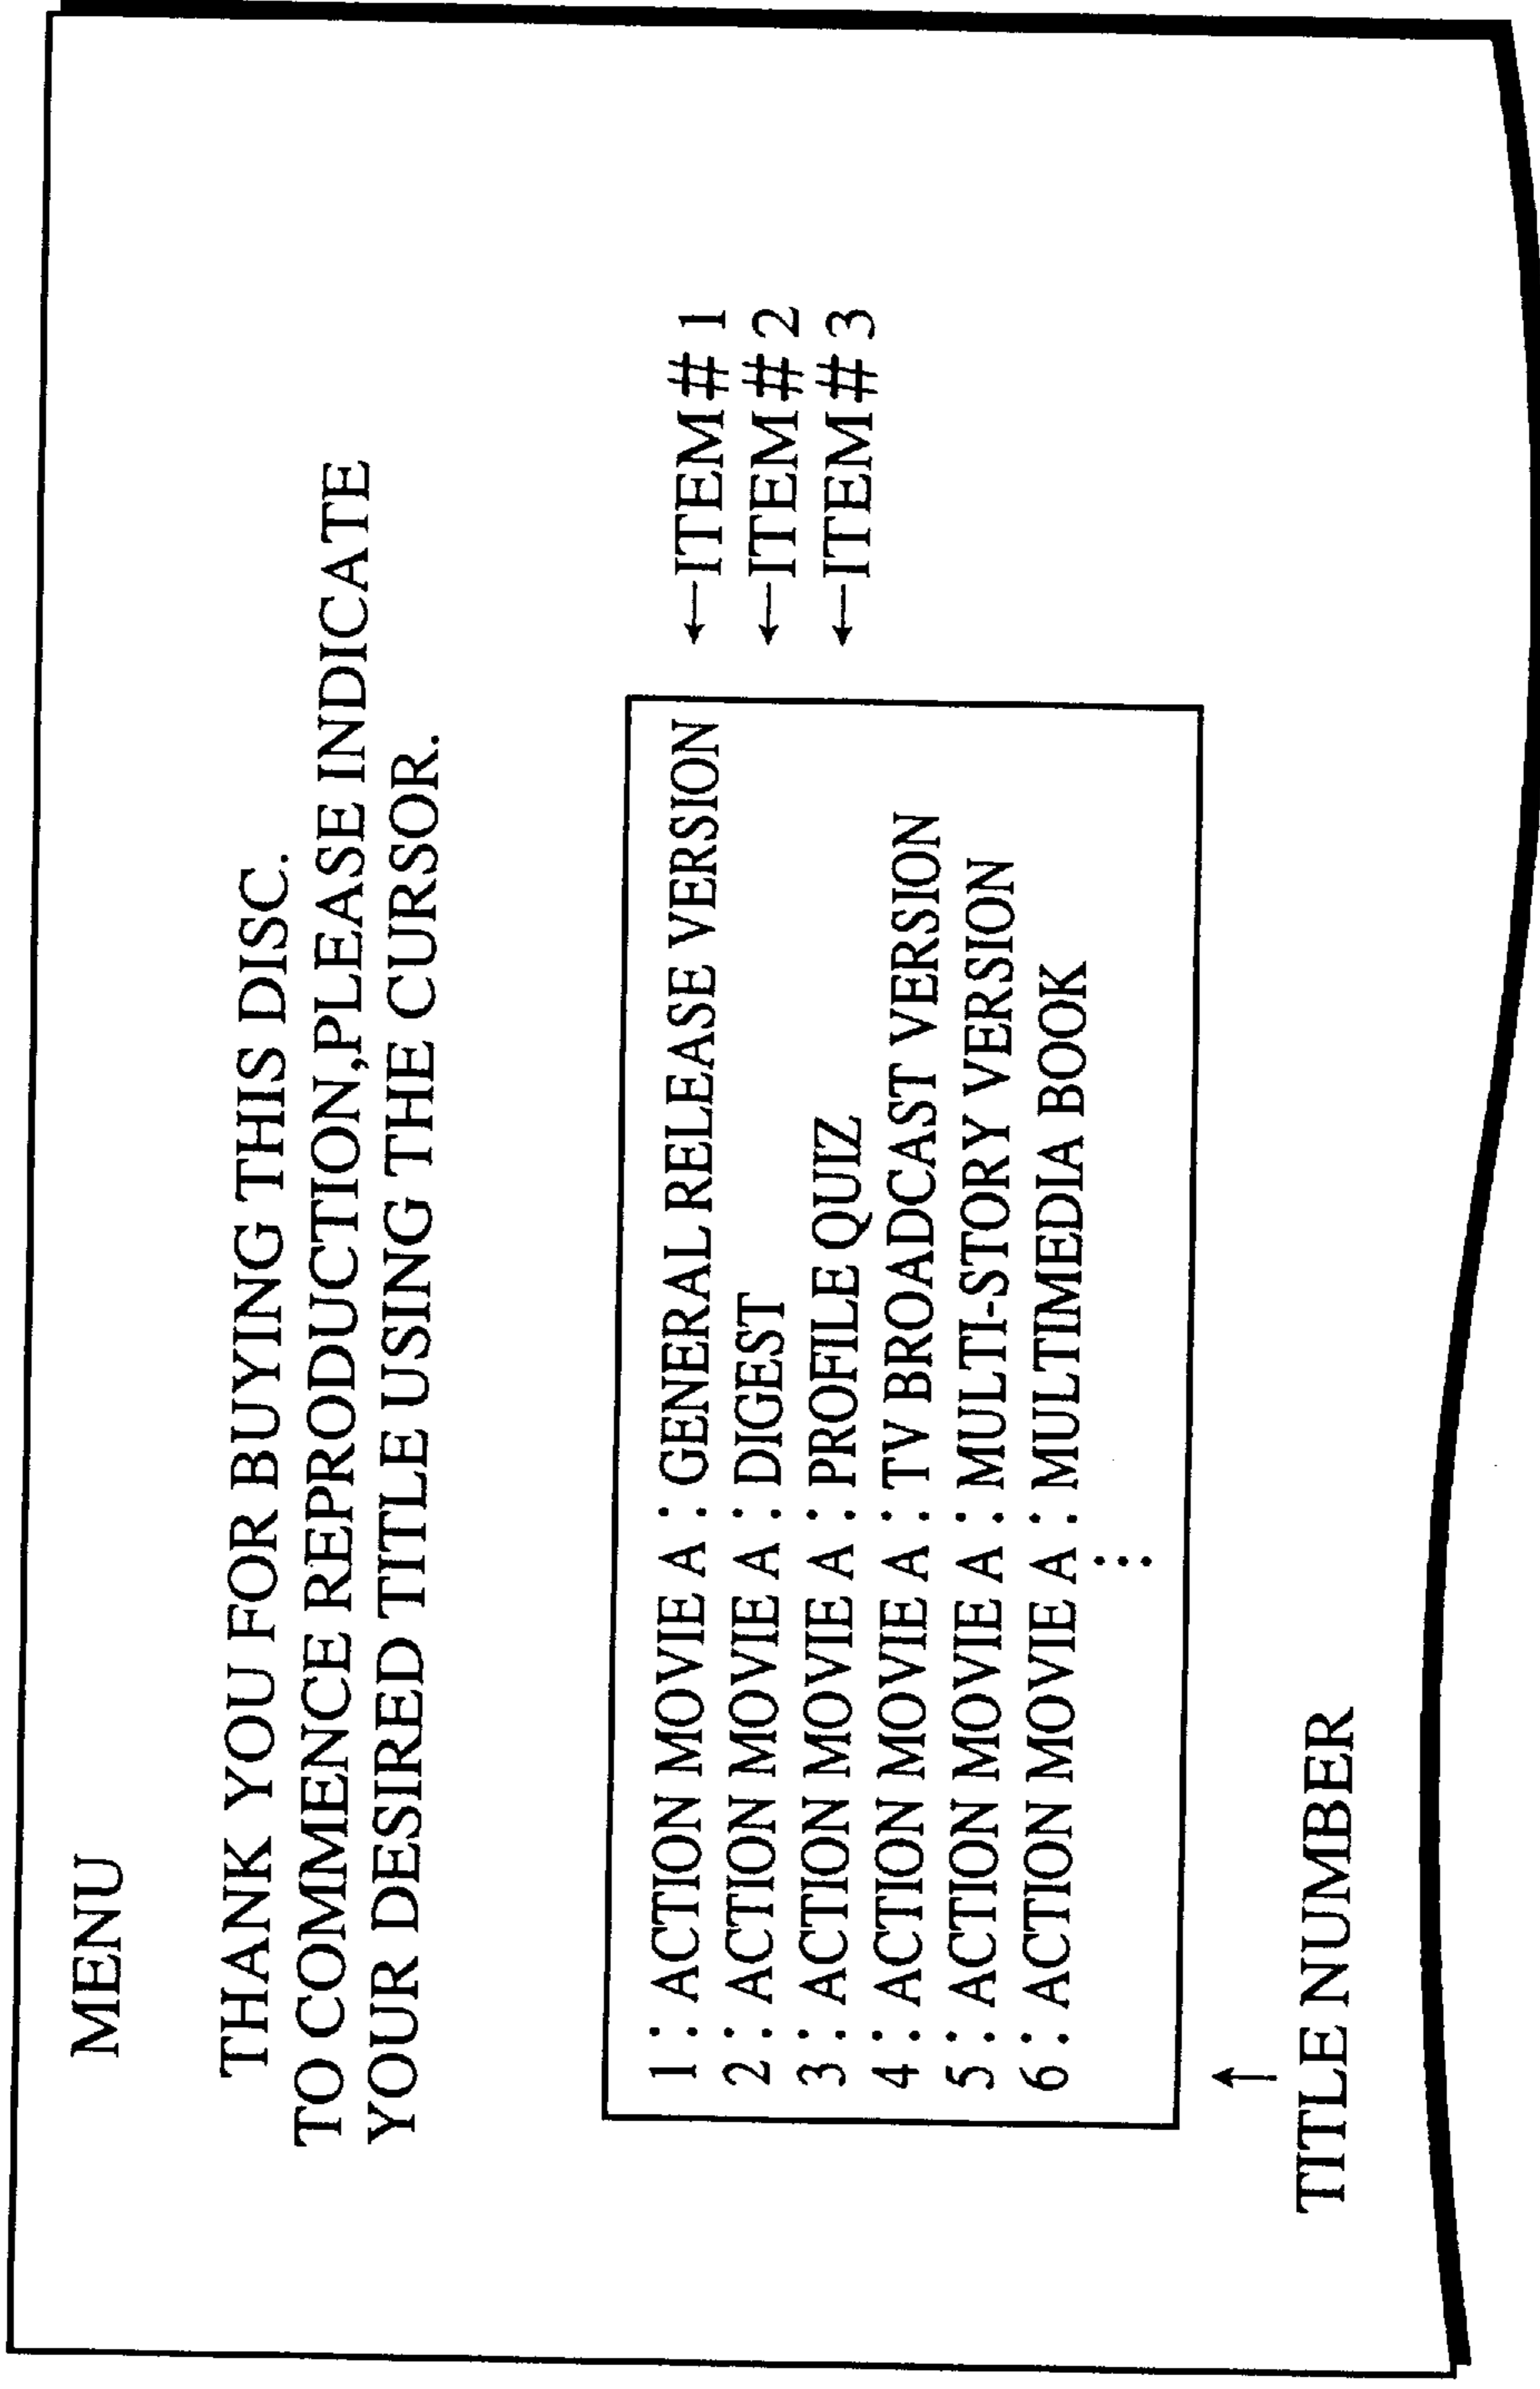 MENU
THANK YOU FOR BUYING THIS DISC.
TO COMMENCE REPRODUCTION,PLEASE INDICATE
YOUR DESIRED TITLE USING THE CURSOR.
1 : ACTION MOVIE A : GENERAL RELEASE VERSION ←ITEM# 1
2 : ACTION MOVIE A : DIGEST ←ITEM# 2
3 : ACTION MOVIE A : PROFILE QUIZ ←ITEM# 3
4 : ACTION MOVIE A : TV BROADCAST VERSION
5 : ACTION MOVIE A : MULTI-STORY VERSION
6 : ACTION MOVIE A : MULTIMEDIA BOOK
⋮
↑
TITLE NUMBER